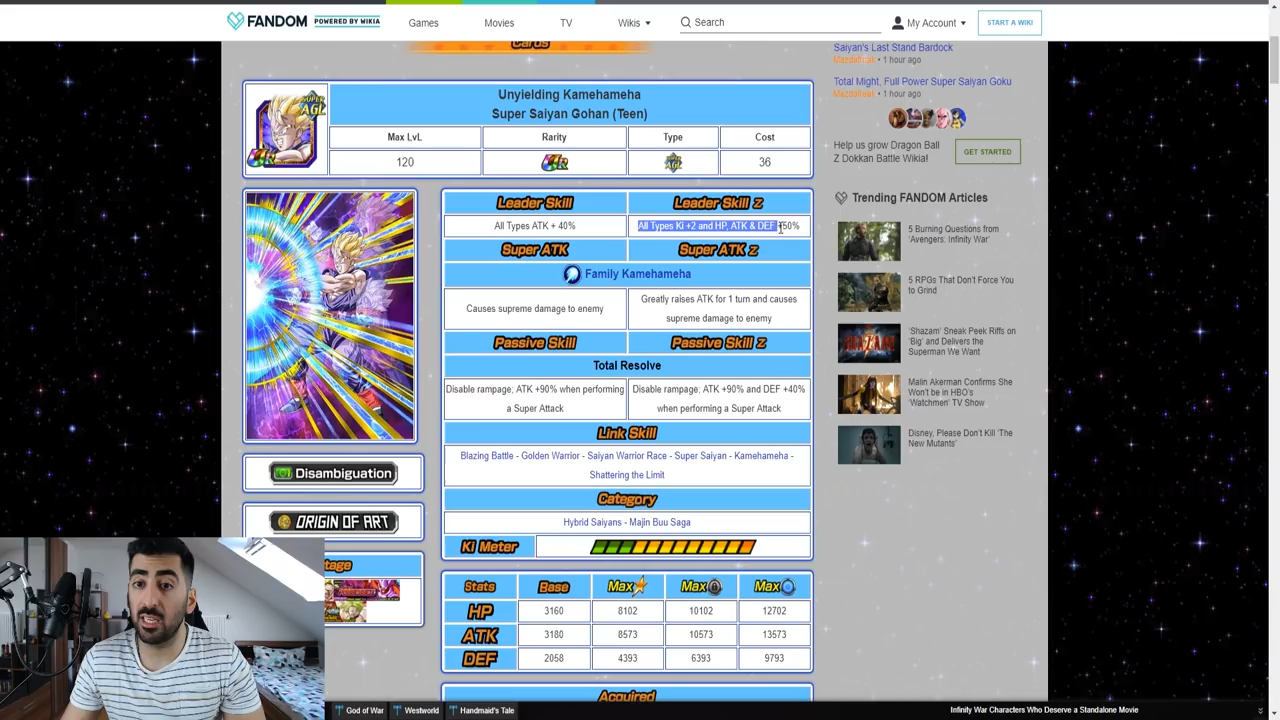 FANDOM
POWERED BY WIKIA
Games
Movies
TV
Wikis
Search
My Account
START A WIKI
Cards
Unyielding Kamehameha
Super Saiyan Gohan (Teen)
Max LvL
Rarity
Type
Cost
120
UR
36
SUPER
AGL
UR
Leader Skill
Leader Skill Z
All Types ATK + 40%
All Types Ki +2 and HP, ATK & DEF +50%
Super ATK
Super ATK Z
Family Kamehameha
Causes supreme damage to enemy
Greatly raises ATK for 1 turn and causes
supreme damage to enemy
Passive Skill
Passive Skill Z
Total Resolve
Disable rampage; ATK +90% when performing
a Super Attack
Disable rampage; ATK +90% and DEF +40%
when performing a Super Attack
Link Skill
Blazing Battle - Golden Warrior - Saiyan Warrior Race - Super Saiyan - Kamehameha -
Shattering the Limit
Category
Hybrid Saiyans - Majin Buu Saga
Ki Meter
Disambiguation
ORIGIN OF ART
tage
Stats
Base
Max
Max
Max
HP
3160
8102
10102
12702
ATK
3180
8573
10573
13573
DEF
2058
4393
6393
9793
Acquired
Saiyan's Last Stand Bardock
Mazdafreak • 1 hour ago
Total Might, Full Power Super Saiyan Goku
Mazdafreak • 1 hour ago
Help us grow Dragon Ball
Z Dokkan Battle Wikia!
GET STARTED
Trending FANDOM Articles
5 Burning Questions from
'Avengers: Infinity War'
5 RPGs That Don't Force You
to Grind
SHAZAM!
'Shazam!' Sneak Peek Riffs on
'Big' and Delivers the
Superman We Want
Malin Akerman Confirms She
Won't be in HBO's
'Watchmen' TV Show
Disney, Please Don't Kill 'The
New Mutants'
God of War
Westworld
Handmaid's Tale
Infinity War Characters Who Deserve a Standalone Movie